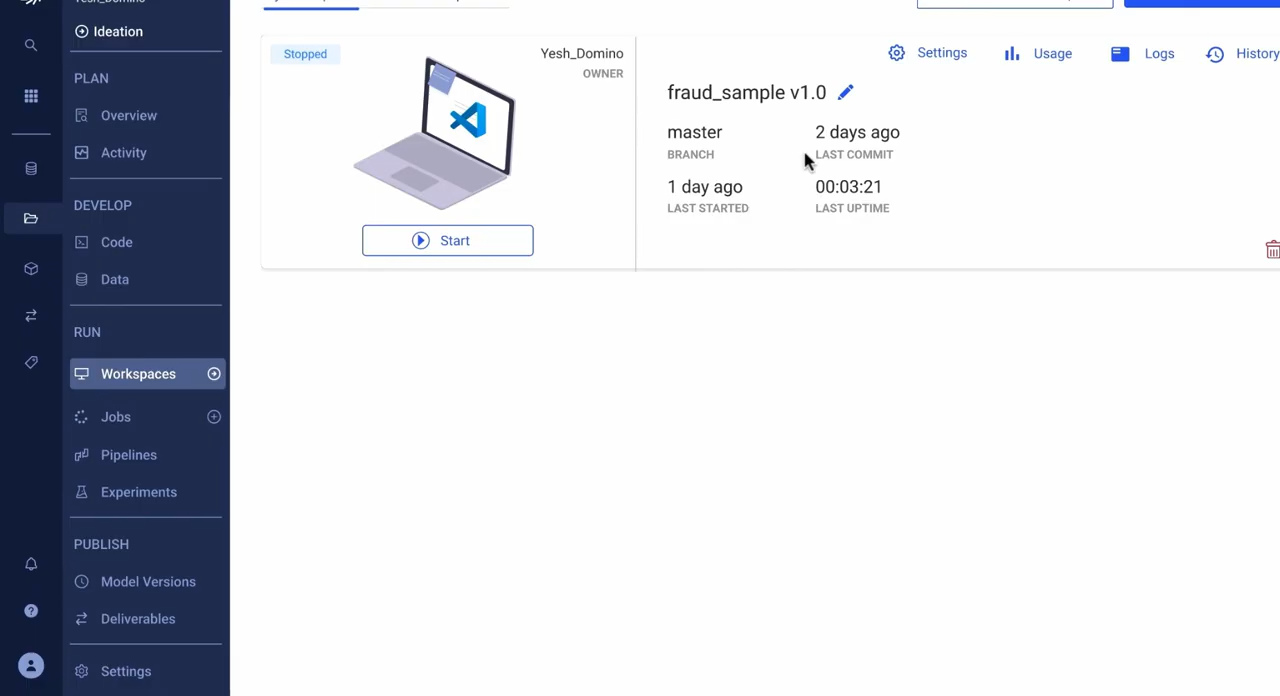 Yesh_Domino
Ideation
PLAN
Overview
Activity
DEVELOP
Code
Data
RUN
Workspaces
Jobs
Pipelines
Experiments
PUBLISH
Model Versions
Deliverables
Settings
Stopped
Yesh_Domino
OWNER
Start
Settings
Usage
Logs
History
fraud_sample v1.0
master
2 days ago
BRANCH
LAST COMMIT
1 day ago
00:03:21
LAST STARTED
LAST UPTIME